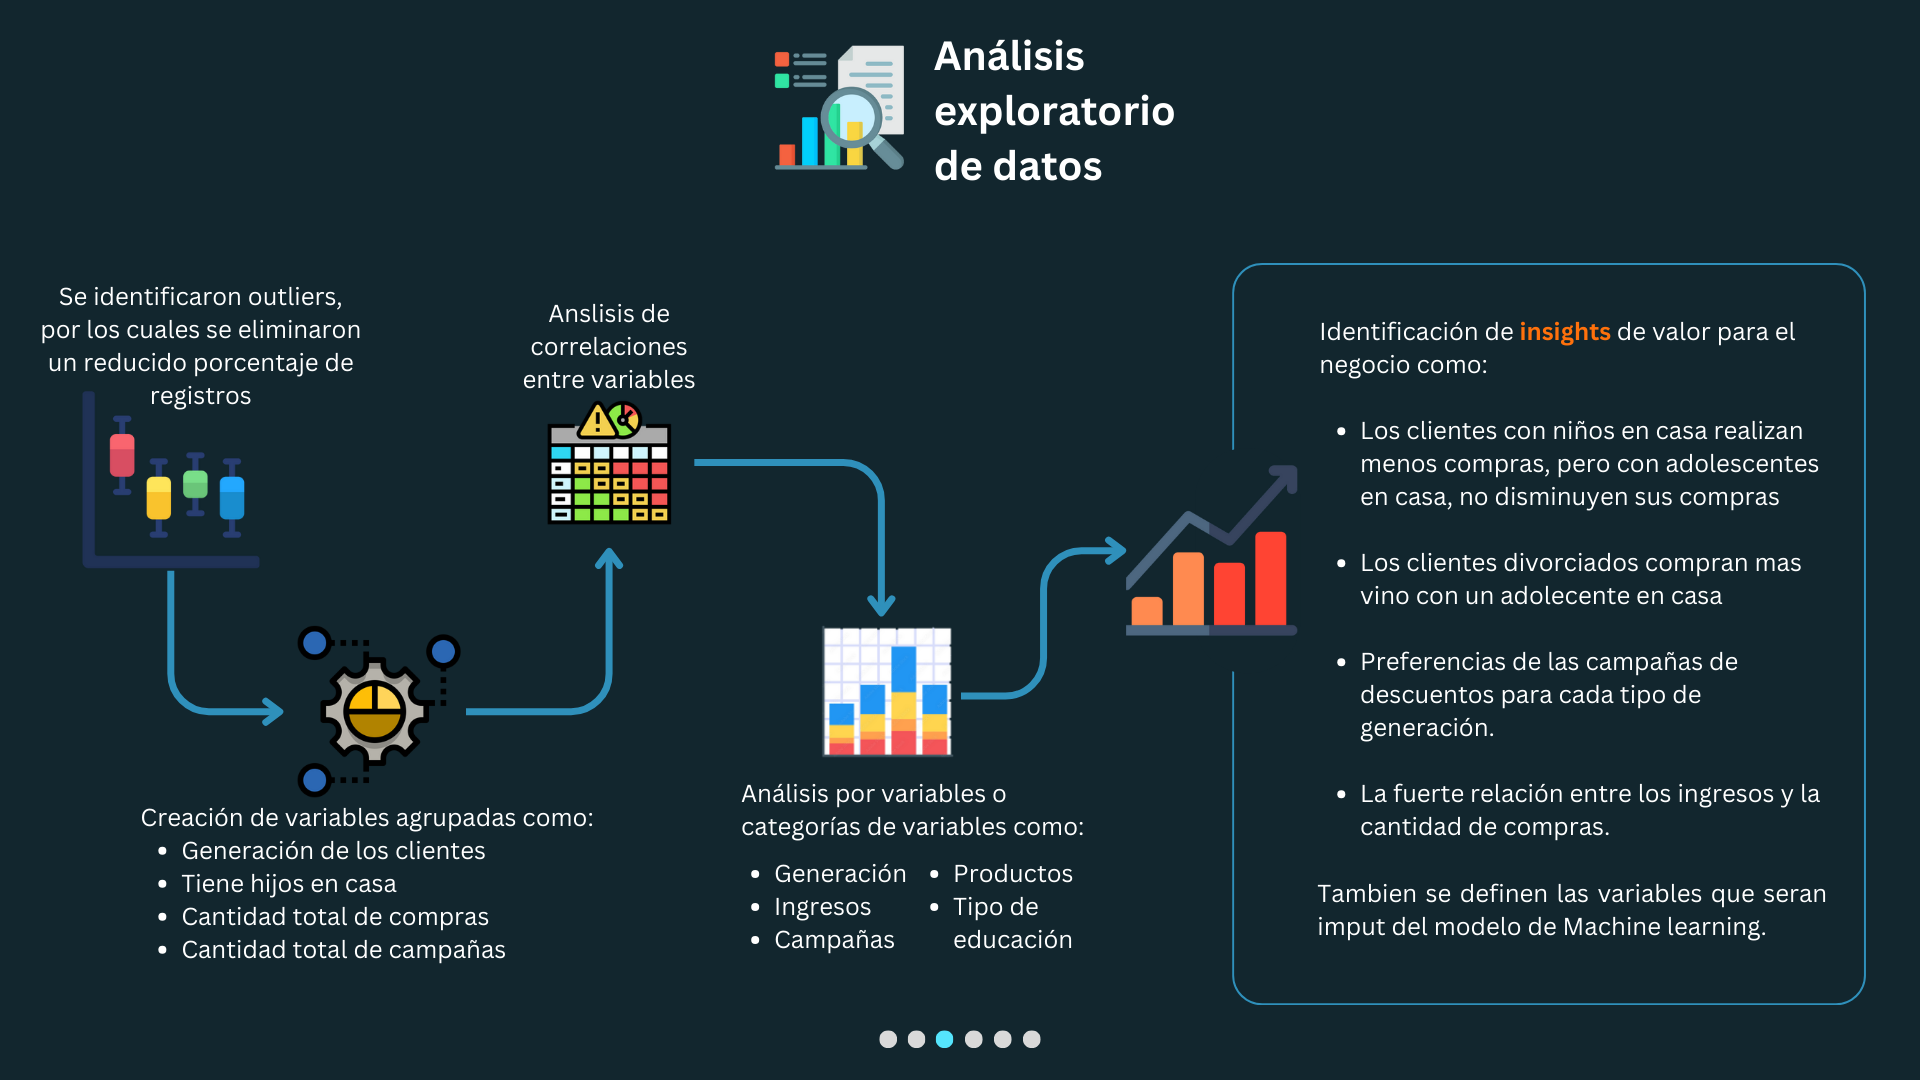 Análisis
exploratorio
de datos
Se identificaron outliers,
por los cuales se eliminaron
un reducido porcentaje de
registros
Creación de variables agrupadas como:
• Generación de los clientes
• Tiene hijos en casa
• Cantidad total de compras
• Cantidad total de campañas
Anslisis de
correlaciones
entre variables
Análisis por variables o
categorías de variables como:
• Generación
• Ingresos
• Campañas
• Productos
• Tipo de
educación
Identificación de insights de valor para el
negocio como:
• Los clientes con niños en casa realizan
menos compras, pero con adolescentes
en casa, no disminuyen sus compras
• Los clientes divorciados compran mas
vino con un adolecente en casa
• Preferencias de las campañas de
descuentos para cada tipo de
generación.
• La fuerte relación entre los ingresos y la
cantidad de compras.
Tambien se definen las variables que seran
imput del modelo de Machine learning.